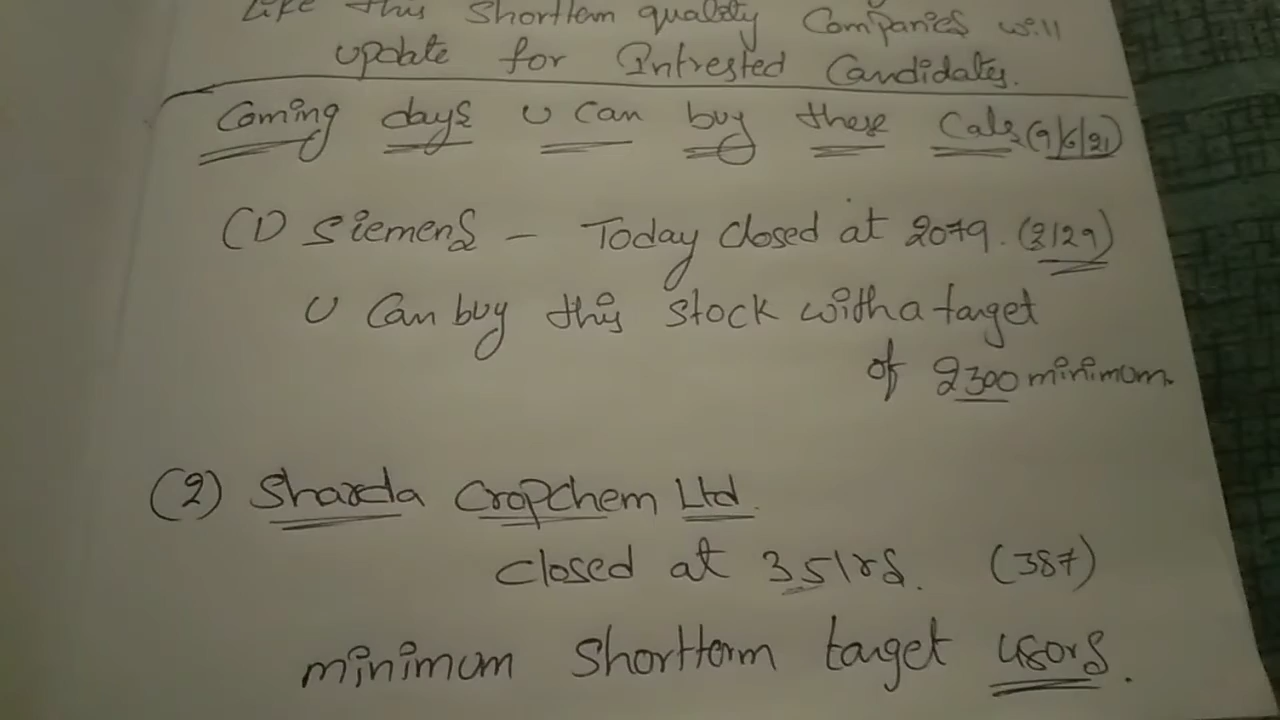 Like this Shortterm quality Companies will
update for Intrested Candidates.
Coming days U Can buy these Cals (9/6/21)
(1) Siemens - Today closed at 2079. (2129)
U Can buy this stock with a target
of 2300 minimum.
(2) Sharda Cropchem Ltd.
closed at 351rs. (387)
minimum Shortterm target 450rs.